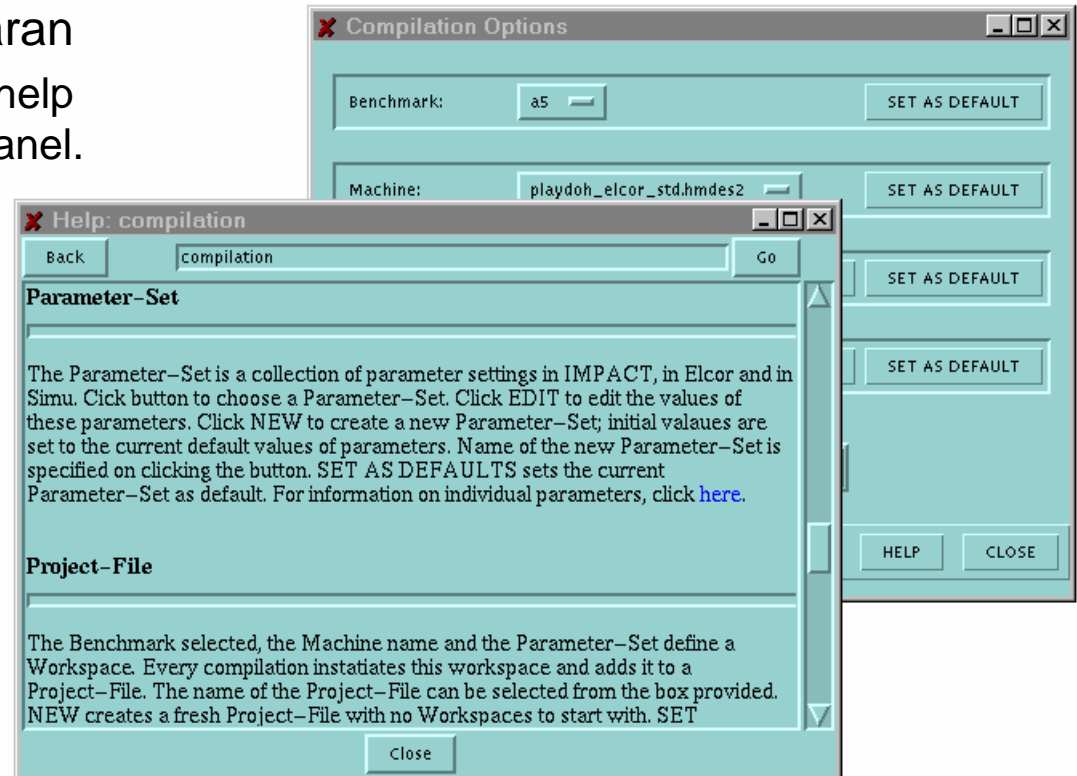 aran
help
anel.
Compilation Options
Benchmark: a5 SET AS DEFAULT
Machine: playdoh_elcor_std.hmdes2 SET AS DEFAULT
SET AS DEFAULT
SET AS DEFAULT
HELP CLOSE
Help: compilation
Back compilation Go
Parameter-Set
The Parameter-Set is a collection of parameter settings in IMPACT, in Elcor and in
Simu. Cick button to choose a Parameter-Set. Click EDIT to edit the values of
these parameters. Click NEW to create a new Parameter-Set; initial valaues are
set to the current default values of parameters. Name of the new Parameter-Set is
specified on clicking the button. SET AS DEFAULTS sets the current
Parameter-Set as default. For information on individual parameters, click here.
Project-File
The Benchmark selected, the Machine name and the Parameter-Set define a
Workspace. Every compilation instatiates this workspace and adds it to a
Project-File. The name of the Project-File can be selected from the box provided.
NEW creates a fresh Project-File with no Workspaces to start with. SET
Close